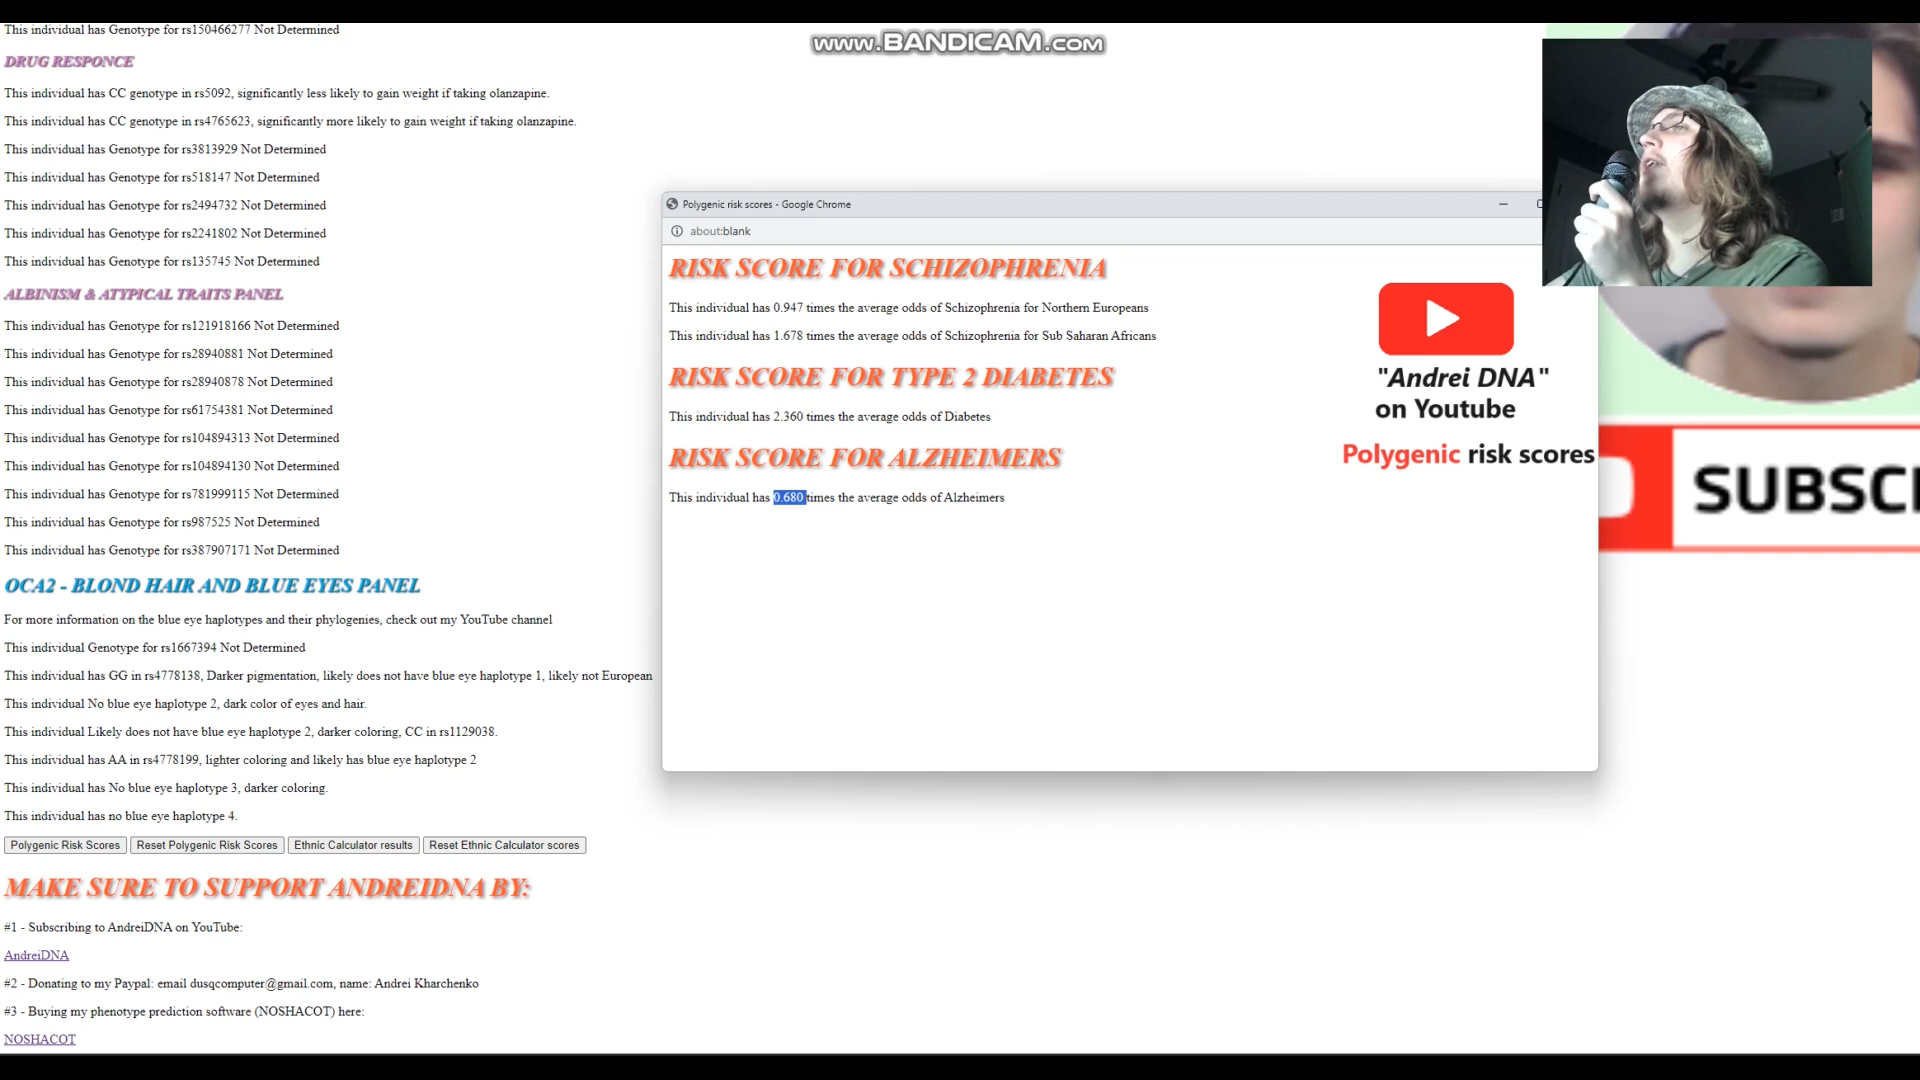 This individual has Genotype for rs150466277 Not Determined
www.BANDICAM.com
DRUG RESPONCE
This individual has CC genotype in rs5092, significantly less likely to gain weight if taking olanzapine.
This individual has CC genotype in rs4765623, significantly more likely to gain weight if taking olanzapine.
This individual has Genotype for rs3813929 Not Determined
This individual has Genotype for rs518147 Not Determined
This individual has Genotype for rs2494732 Not Determined
This individual has Genotype for rs2241802 Not Determined
This individual has Genotype for rs135745 Not Determined
ALBINISM & ATYPICAL TRAITS PANEL
This individual has Genotype for rs121918166 Not Determined
This individual has Genotype for rs28940881 Not Determined
This individual has Genotype for rs28940878 Not Determined
This individual has Genotype for rs61754381 Not Determined
This individual has Genotype for rs104894313 Not Determined
This individual has Genotype for rs104894130 Not Determined
This individual has Genotype for rs781999115 Not Determined
This individual has Genotype for rs987525 Not Determined
This individual has Genotype for rs387907171 Not Determined
OCA2 - BLOND HAIR AND BLUE EYES PANEL
For more information on the blue eye haplotypes and their phylogenies, check out my YouTube channel
This individual Genotype for rs1667394 Not Determined
This individual has GG in rs4778138, Darker pigmentation, likely does not have blue eye haplotype 1, likely not European
This individual No blue eye haplotype 2, dark color of eyes and hair.
This individual Likely does not have blue eye haplotype 2, darker coloring, CC in rs1129038.
This individual has AA in rs4778199, lighter coloring and likely has blue eye haplotype 2
This individual has No blue eye haplotype 3, darker coloring.
This individual has no blue eye haplotype 4.
Polygenic Risk Scores Reset Polygenic Risk Scores Ethnic Calculator results Reset Ethnic Calculator scores
MAKE SURE TO SUPPORT ANDREIDNA BY:
#1 - Subscribing to AndreiDNA on YouTube:
AndreiDNA
#2 - Donating to my Paypal: email dusqcomputer@gmail.com, name: Andrei Kharchenko
#3 - Buying my phenotype prediction software (NOSHACOT) here:
NOSHACOT
Polygenic risk scores - Google Chrome
about:blank
RISK SCORE FOR SCHIZOPHRENIA
This individual has 0.947 times the average odds of Schizophrenia for Northern Europeans
This individual has 1.678 times the average odds of Schizophrenia for Sub Saharan Africans
RISK SCORE FOR TYPE 2 DIABETES
This individual has 2.360 times the average odds of Diabetes
RISK SCORE FOR ALZHEIMERS
This individual has 0.680 times the average odds of Alzheimers
"Andrei DNA"
on Youtube
Polygenic risk scores
SUBSC